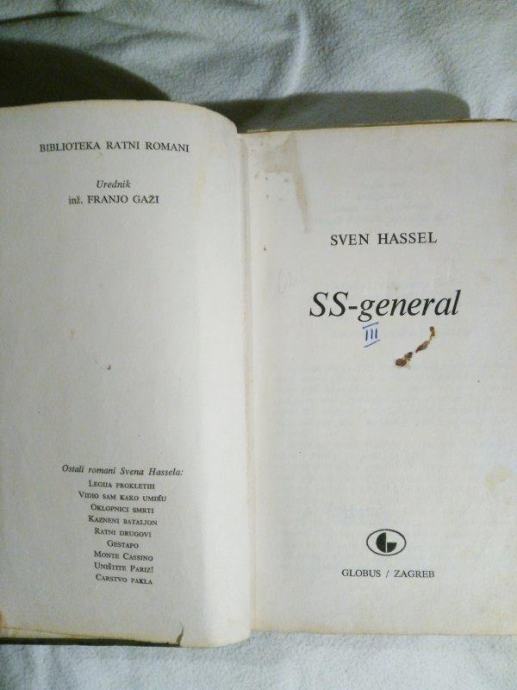 BIBLIOTEKA RATNI ROMANI
Urednik
inž. FRANJO GAŽI
Ostali romani Svena Hassela:
LEGIJA PROKLETIH
VIDIO SAM KAKO UMIRU
OKLOPNICI SMRTI
KAZNENI BATALJON
RATNI DRUGOVI
GESTAPO
MONTE CASSINO
UNIŠTITE PARIZ!
CARSTVO PAKLA
SVEN HASSEL
SS-general
III
GLOBUS / ZAGREB